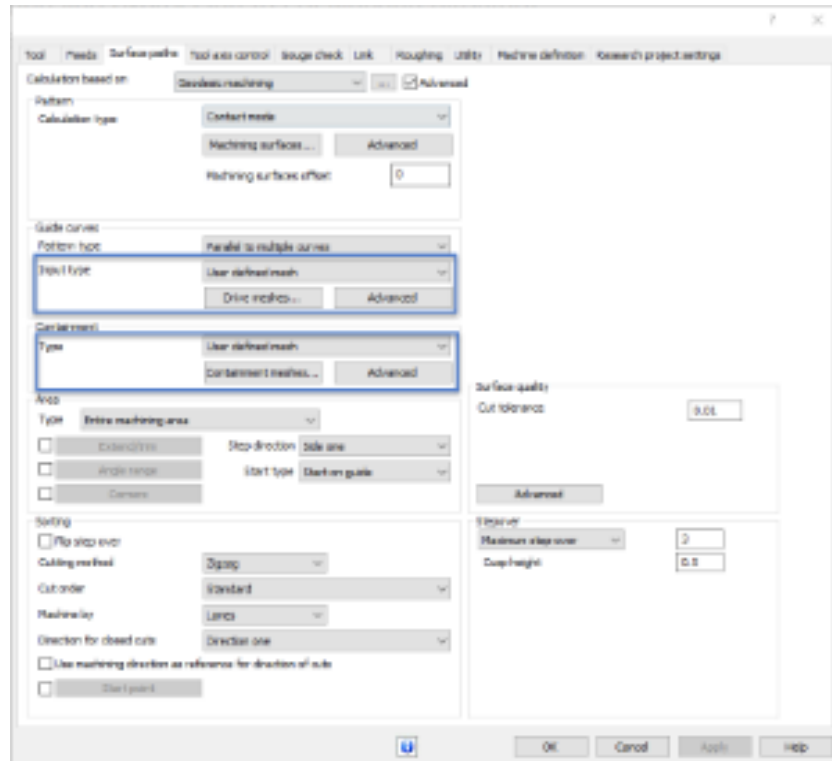 ?
Tool Feeds Surface paths Tool axis control Gouge check Link Roughing Utility Machine definition Research project settings
Calculation based on Geodesic machining ... Advanced
Pattern
Calculation type Contact mode
Machining surfaces... Advanced
Machining surfaces offset 0
Guide curves
Pattern type Parallel to multiple curves
Input type User defined mesh
Drive meshes... Advanced
Containment
Type User defined mesh
Containment meshes... Advanced
Area
Type Entire machining area
Extend/trim Step direction Side one
Angle range Start type Start on guide
Corners
Surface quality
Cut tolerance 0.01
Advanced
Sorting
Flip step over
Cutting method Zigzag
Cut order Standard
Machine by Lanes
Direction for closed cuts Direction one
Use machining direction as reference for direction of cuts
Start point
Stepover
Maximum step over 3
Cusp height
OK Cancel Apply Help